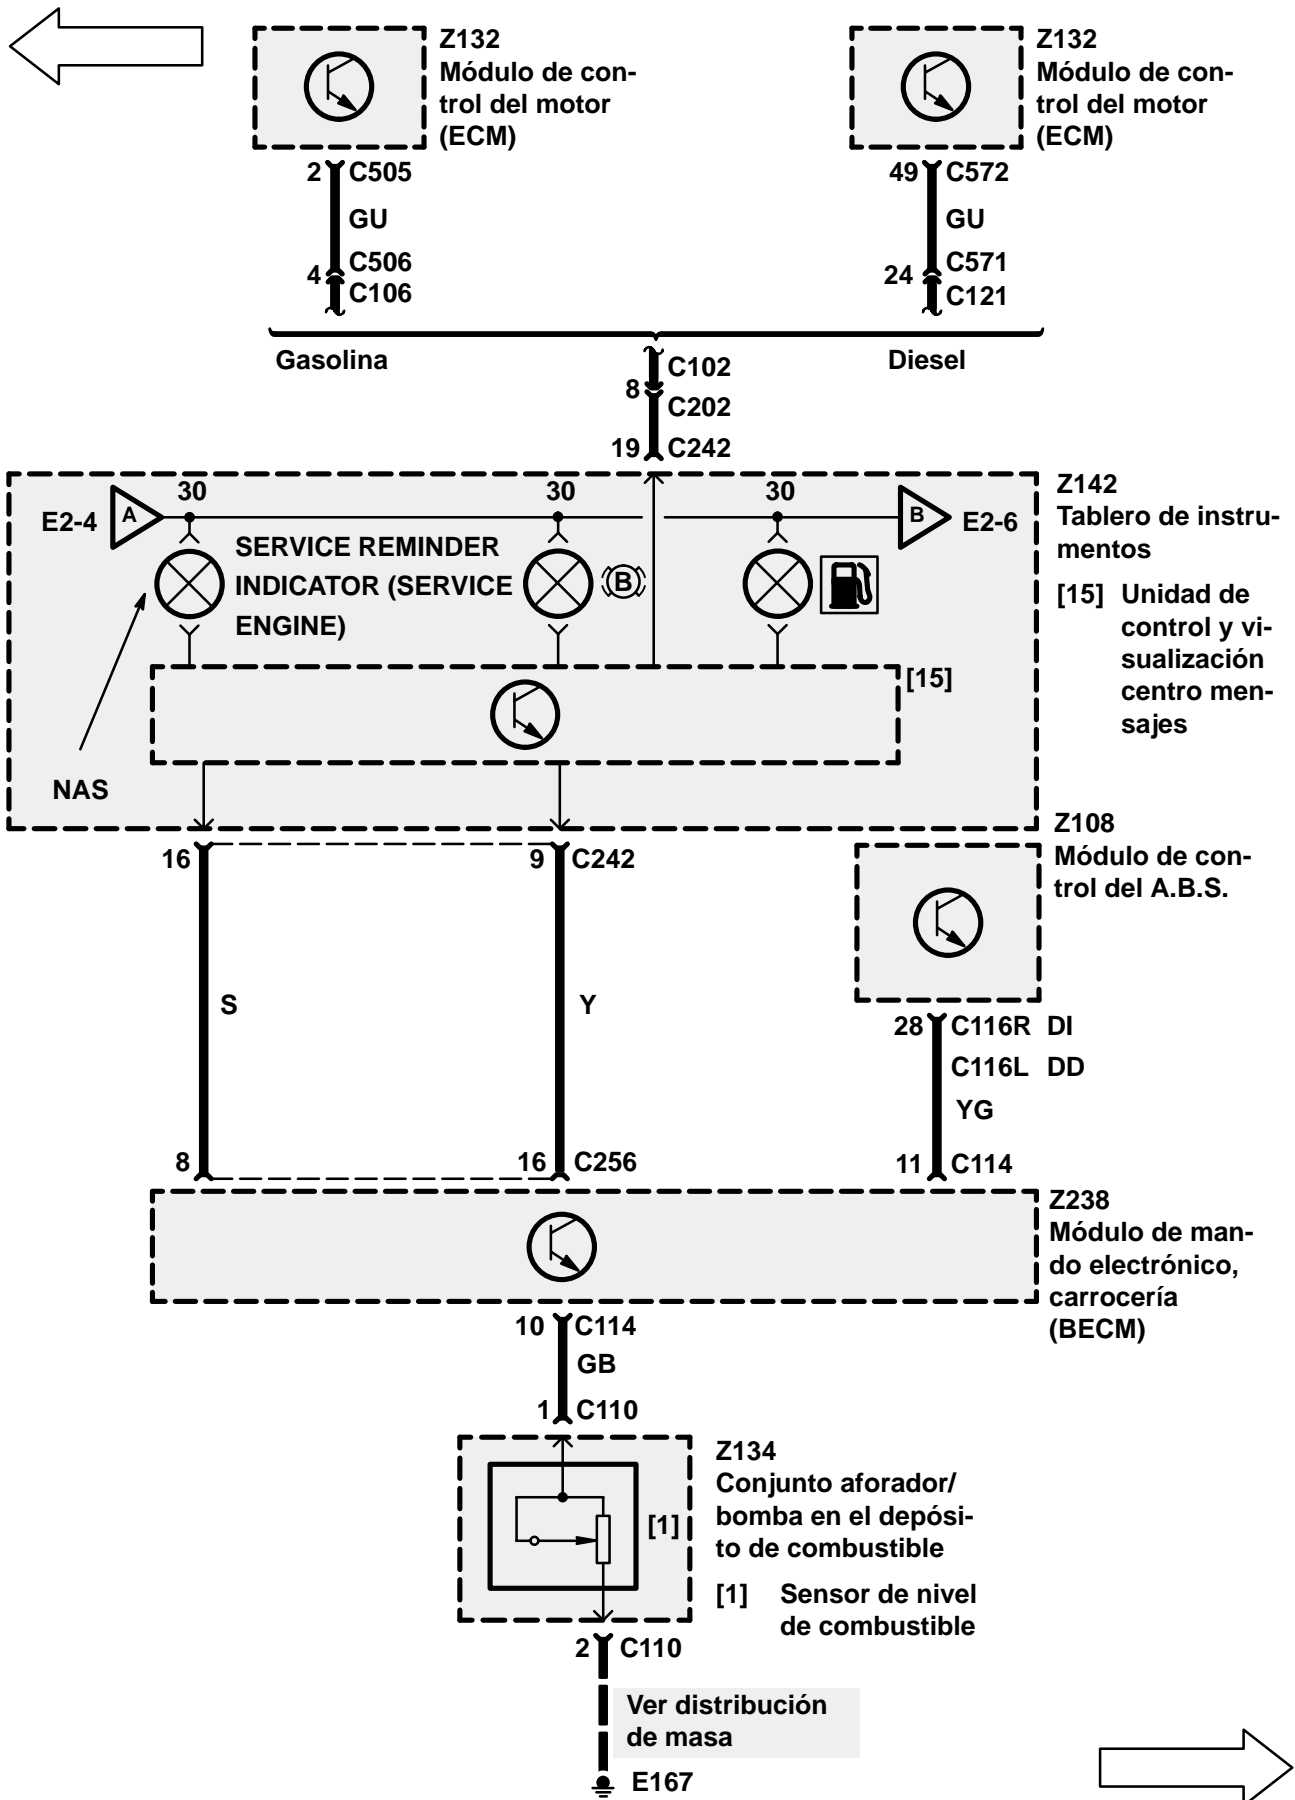 Z132
Módulo de con-
trol del motor
(ECM)
Z132
Módulo de con-
trol del motor
(ECM)
2 C505
GU
4 C506
C106
49 C572
GU
24 C571
C121
Gasolina
Diesel
8 C102
C202
19 C242
30 30 30
E2-4 A
B E2-6
SERVICE REMINDER
INDICATOR (SERVICE
ENGINE)
B
NAS
[15]
Z142
Tablero de instru-
mentos
[15] Unidad de
control y vi-
sualización
centro men-
sajes
16 9 C242
S Y
8 16 C256
Z108
Módulo de con-
trol del A.B.S.
28 C116R DI
C116L DD
YG
11 C114
Z238
Módulo de man-
do electrónico,
carrocería
(BECM)
10 C114
GB
1 C110
[1]
Z134
Conjunto aforador/
bomba en el depósi-
to de combustible
[1] Sensor de nivel
de combustible
2 C110
Ver distribución
de masa
E167